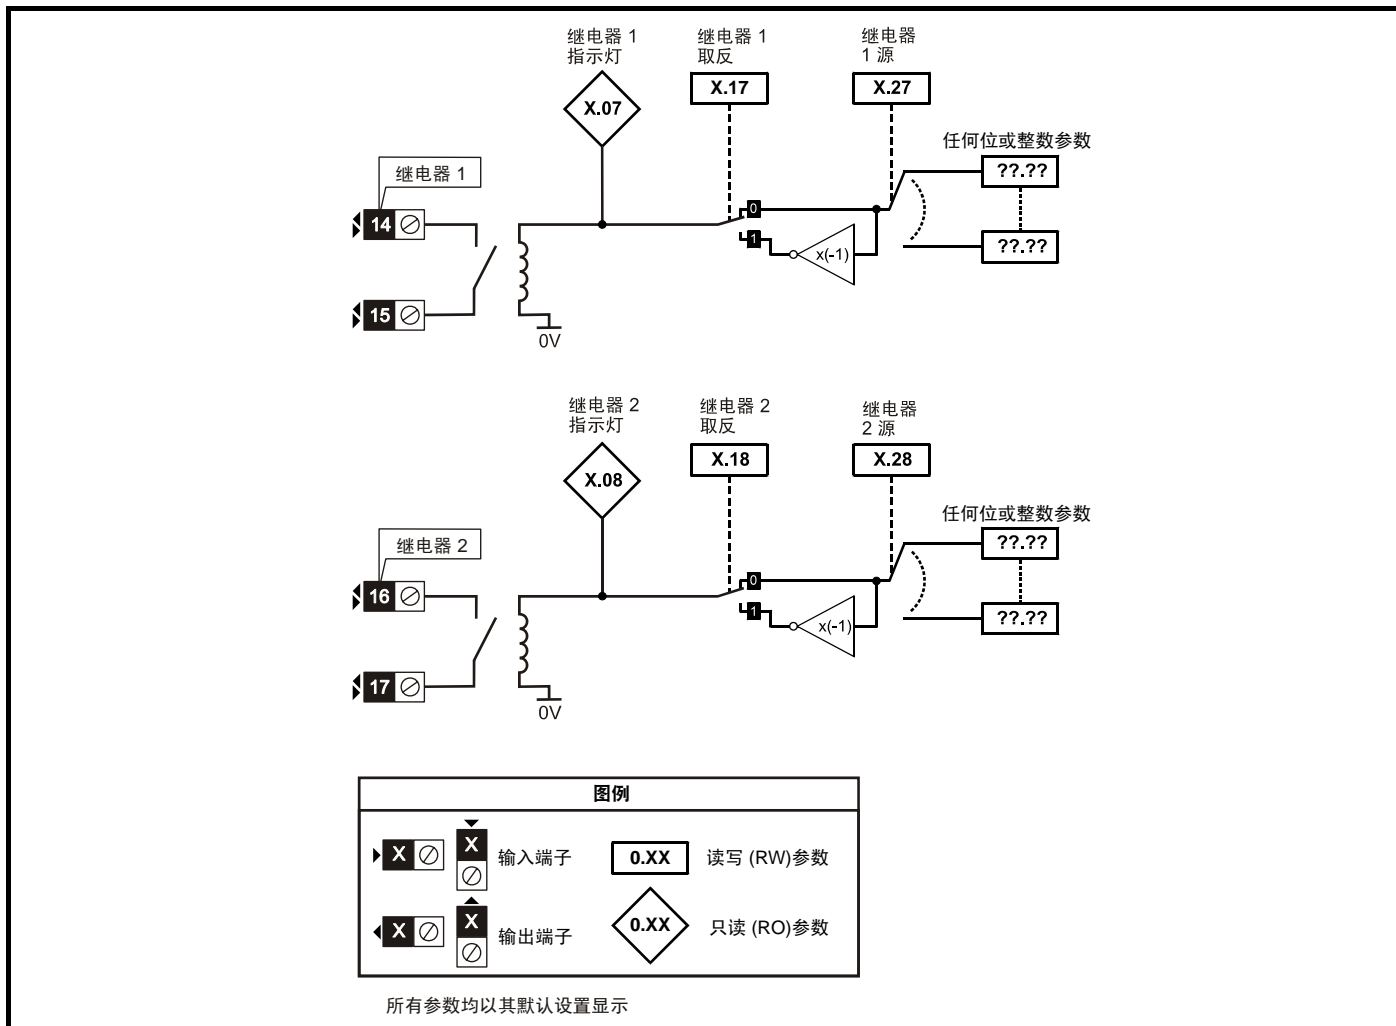 继电器 1
指示灯
继电器 1
取反
继电器
1 源
X.07
X.17
X.27
任何位或整数参数
??.??
??.??
继电器 1
14
15
0
1
x(-1)
0V
继电器 2
指示灯
继电器 2
取反
继电器
2 源
X.08
X.18
X.28
任何位或整数参数
??.??
??.??
继电器 2
16
17
0
1
x(-1)
0V
图例
X
X
输入端子
0.XX
读写 (RW)参数
X
X
输出端子
0.XX
只读 (RO)参数
所有参数均以其默认设置显示